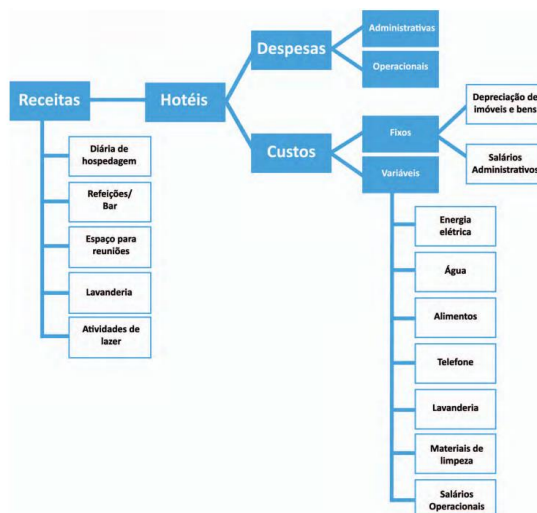 Receitas
Hotéis
Despesas
Administrativas
Operacionais
Custos
Fixos
Depreciação de
imóveis e bens
Salários
Administrativos
Variáveis
Diária de
hospedagem
Refeições/
Bar
Espaço para
reuniões
Lavanderia
Atividades de
lazer
Energia
elétrica
Água
Alimentos
Telefone
Lavanderia
Materiais de
limpeza
Salários
Operacionais